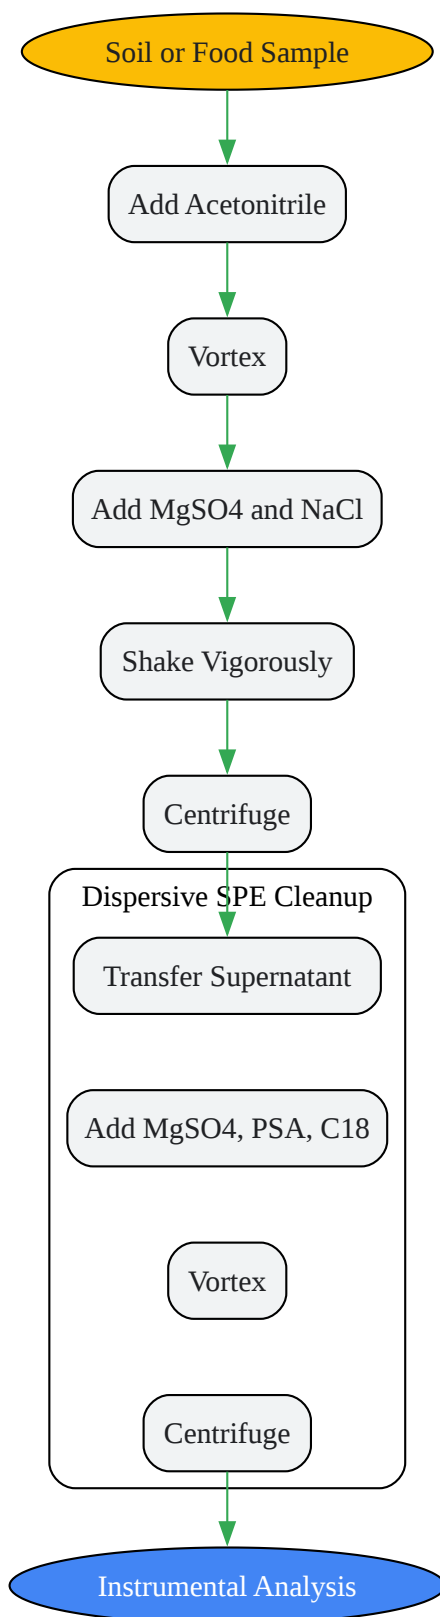 Soil or Food Sample
Add Acetonitrile
Vortex
Add MgSO4 and NaCl
Shake Vigorously
Centrifuge
Dispersive SPE Cleanup
Transfer Supernatant
Add MgSO4, PSA, C18
Vortex
Centrifuge
Instrumental Analysis